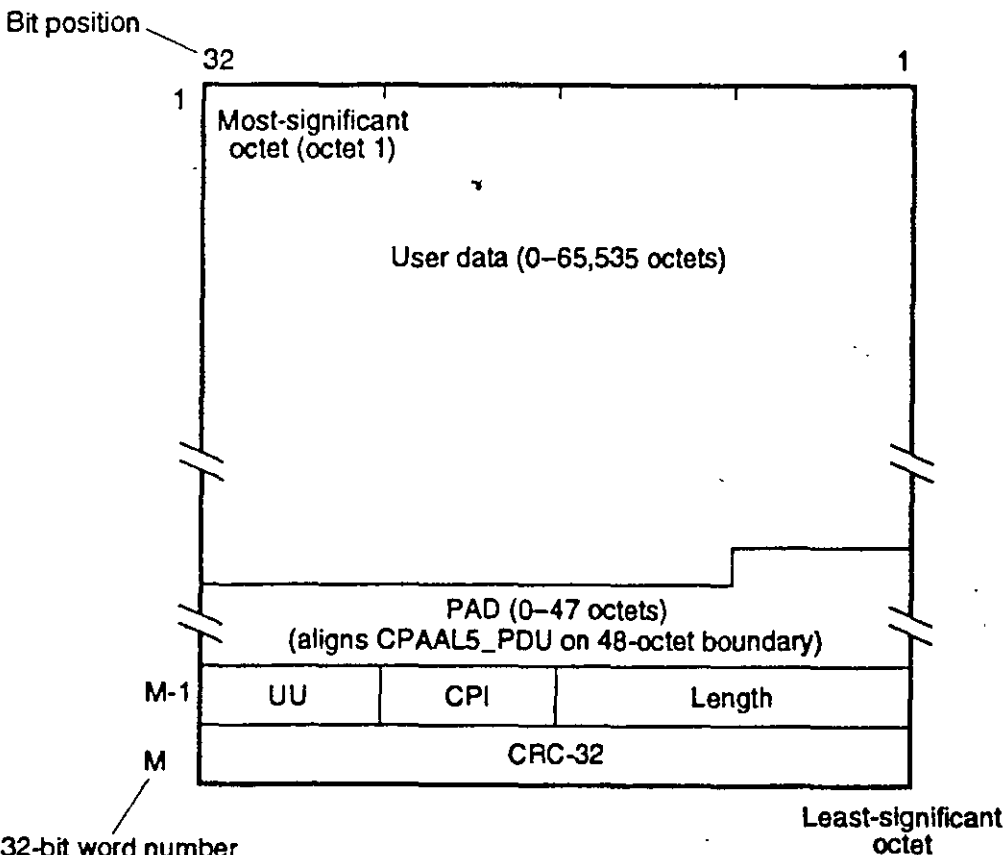 Bit position
32
1
1
Most-significant
octet (octet 1)
User data (0–65,535 octets)
PAD (0–47 octets)
(aligns CPAAL5_PDU on 48-octet boundary)
M-1
UU
CPI
Length
M
CRC-32
32-bit word number
Least-significant
octet